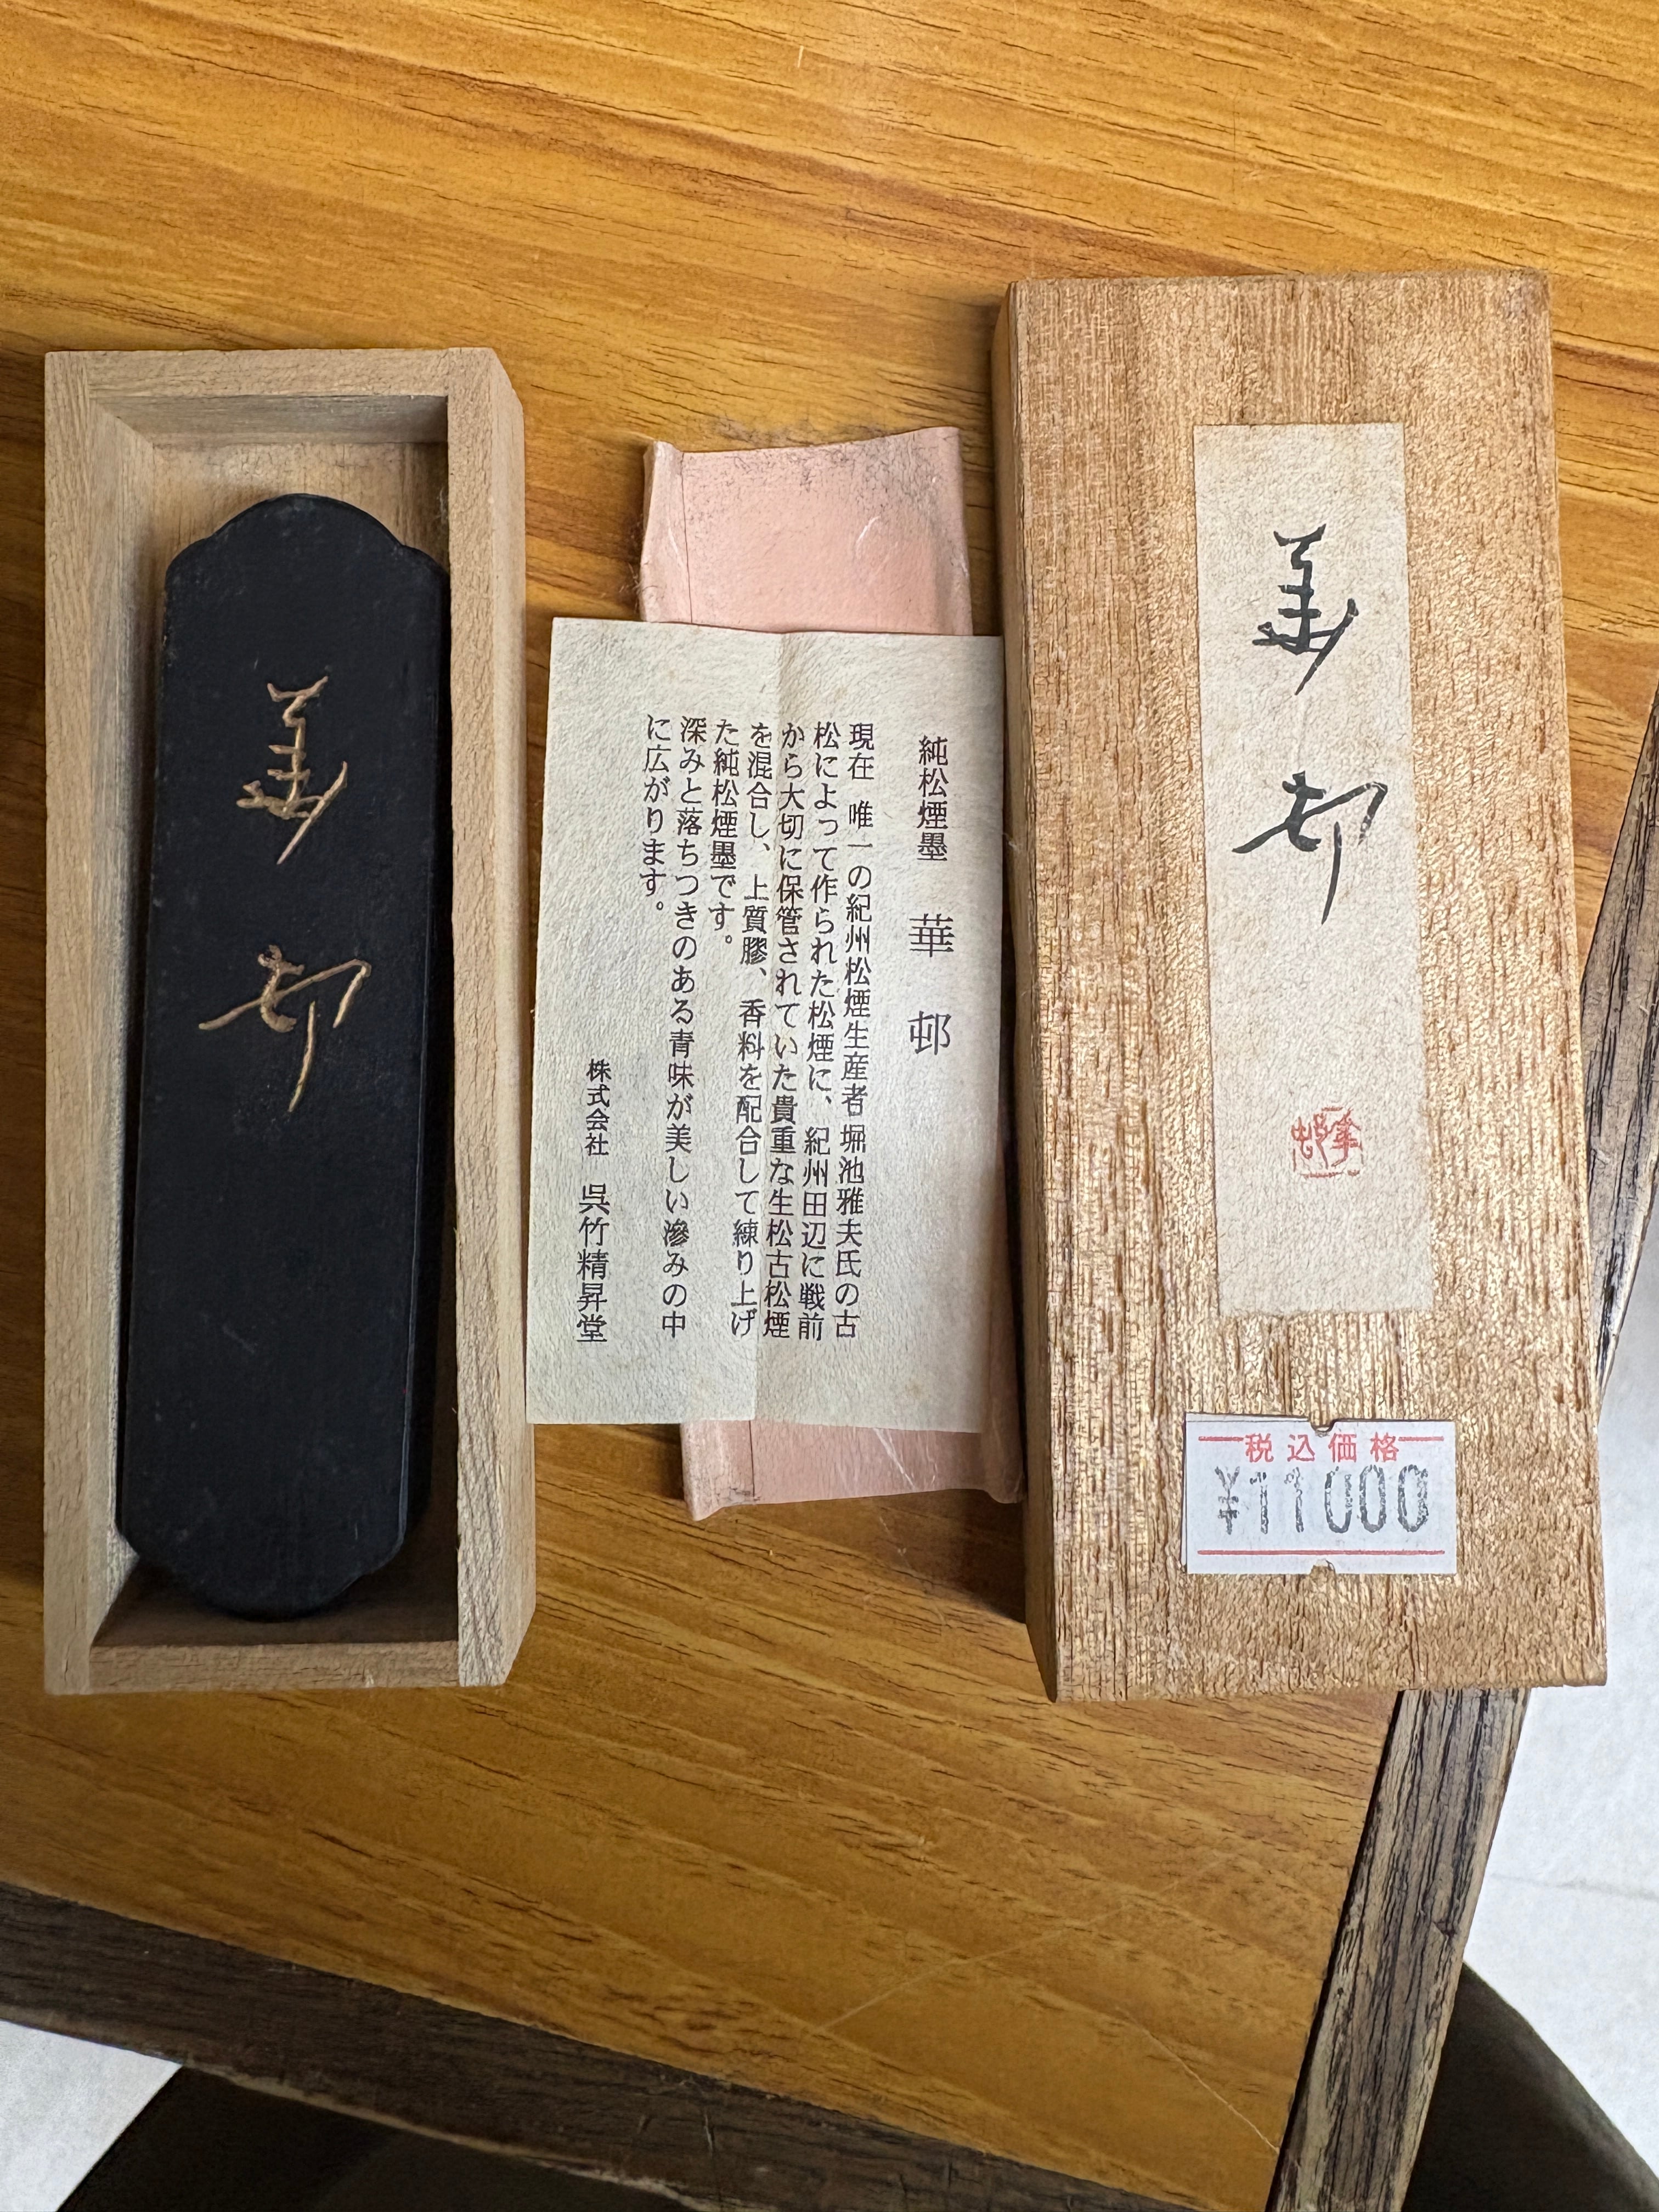 華邨
華邨
華邨
税込価格
¥11000
純松煙墨　華邨
現在 唯一の紀州松煙生産者 堀池雅夫氏の古
松によって作られた松煙に、紀州田辺に戦前
から大切に保管されていた貴重な生松古松煙
を混合し、上質膠、香料を配合して練り上げ
た純松煙墨です。
深みと落ちつきのある青味が美しい滲みの中
に広がります。
株式会社 呉竹精昇堂
華邨